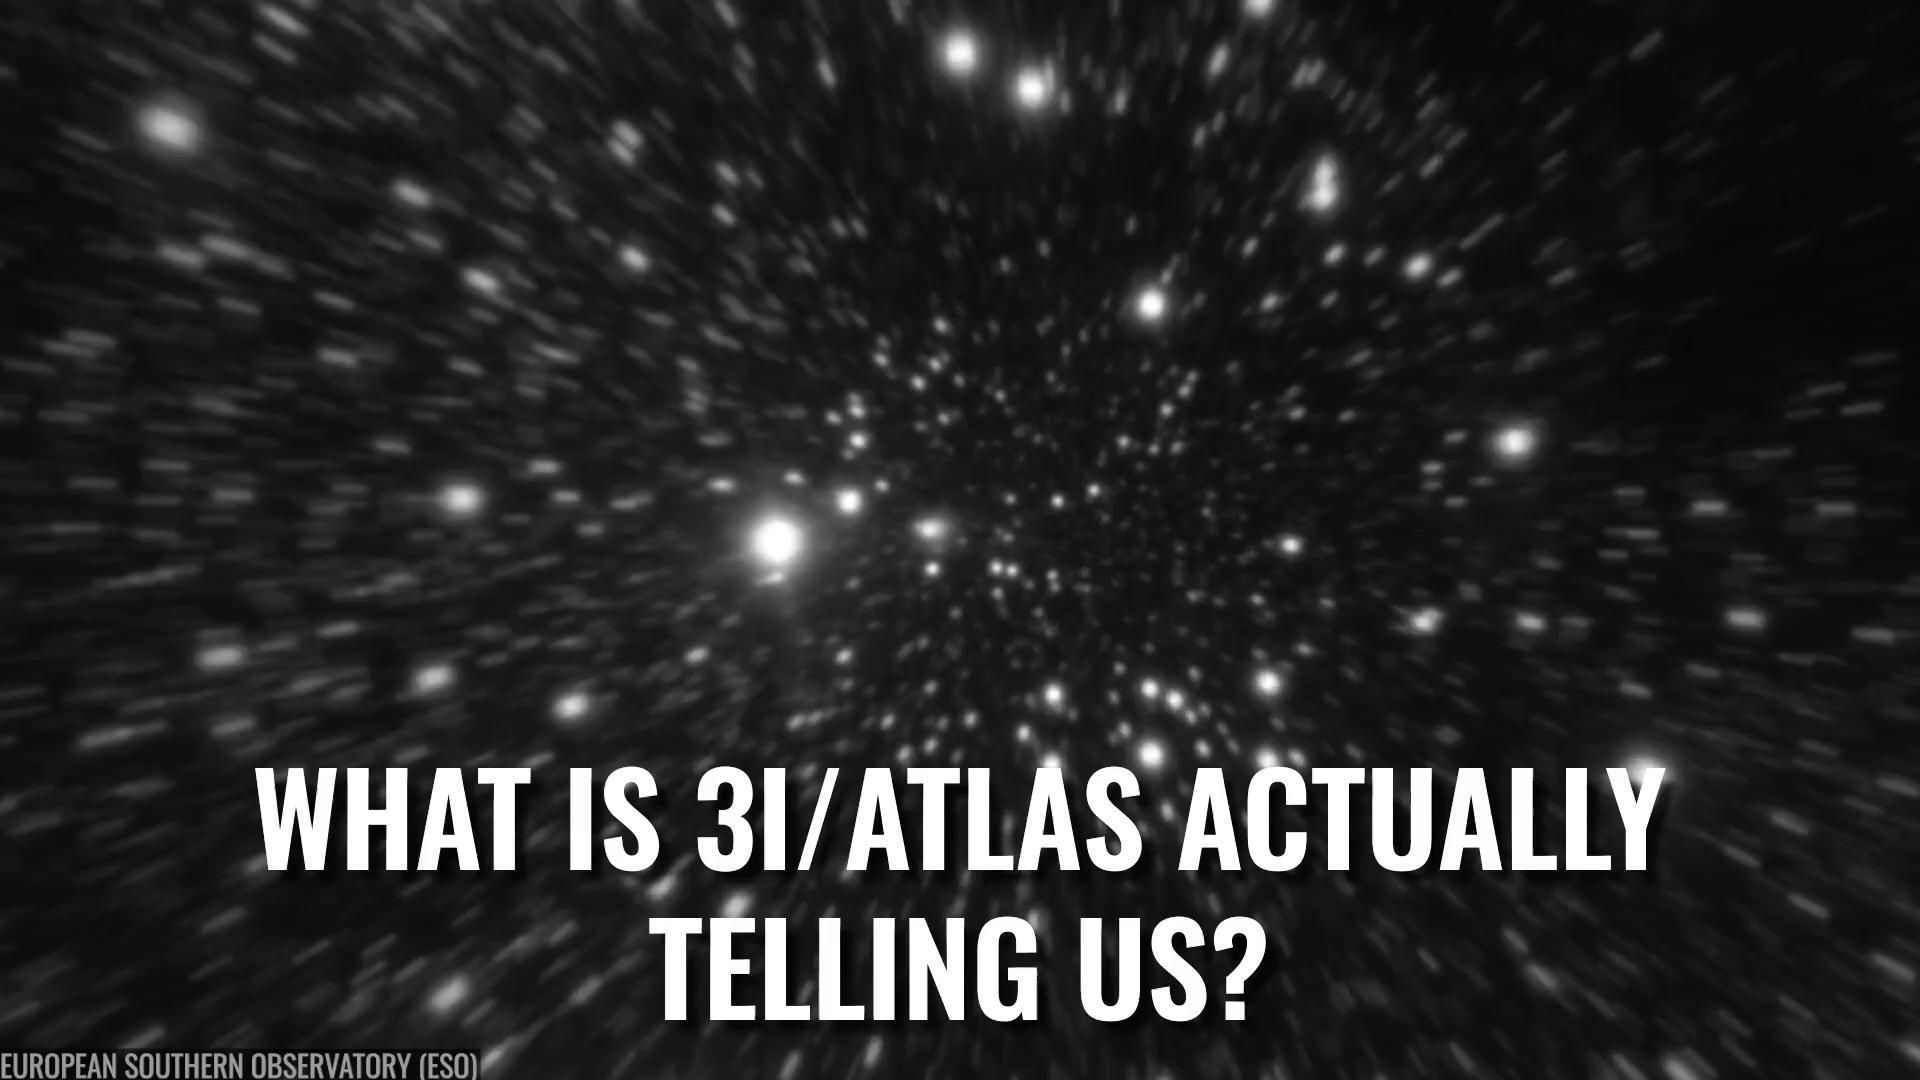 WHAT IS 3I/ATLAS ACTUALLY
TELLING US?
EUROPEAN SOUTHERN OBSERVATORY (ESO)